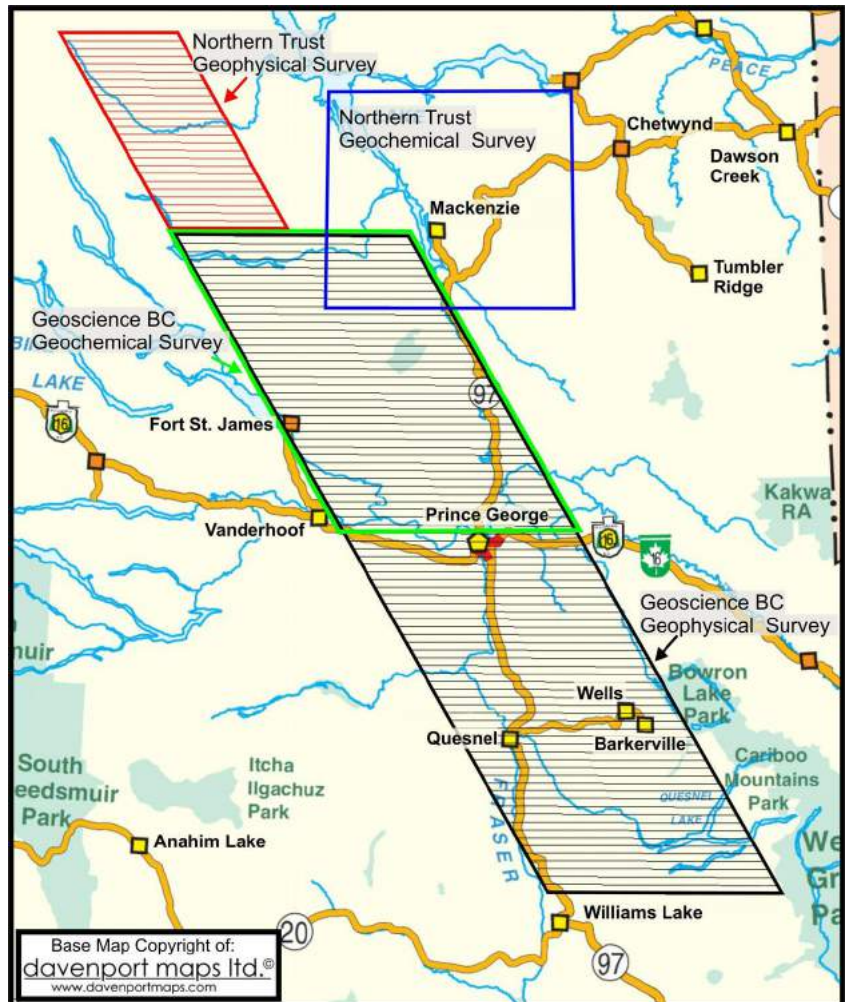 Northern Trust
Geophysical Survey
PEACE
Northern Trust
Geochemical Survey
Chetwynd
Dawson
Creek
Mackenzie
Tumbler
Ridge
Geoscience BC
Geochemical Survey
LAKE
16
97
Fort St. James
Kakwa
RA
Prince George
Vanderhoof
16
16
Geoscience BC
Geophysical Survey
muir
Bowron
Lake
Park
Wells
Quesnel
Barkerville
Cariboo
Mountains
Park
South
eedsmuir
Park
Itcha
Ilgachuz
Park
QUESNEL
LAKE
FRASER
We
Gr
Pa
Anahim Lake
Williams Lake
20
97
Base Map Copyright of:
davenport maps ltd.©
www.davenportmaps.com